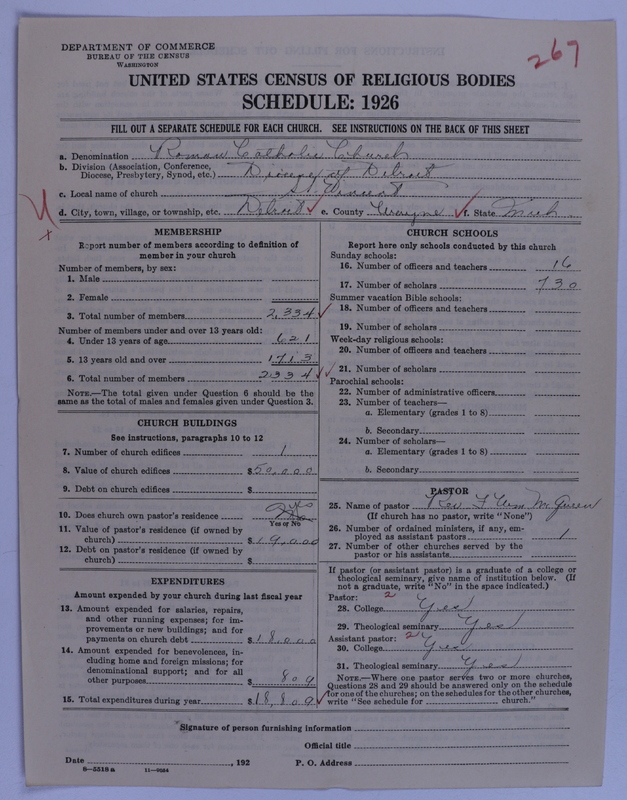 DEPARTMENT OF COMMERCE
BUREAU OF THE CENSUS
WASHINGTON
267
UNITED STATES CENSUS OF RELIGIOUS BODIES
SCHEDULE: 1926
FILL OUT A SEPARATE SCHEDULE FOR EACH CHURCH. SEE INSTRUCTIONS ON THE BACK OF THIS SHEET
a. Denomination Roman Catholic Church
b. Division (Association, Conference, Diocese, Presbytery, Synod, etc.) Diocese of Detroit
c. Local name of church St. Vincent
d. City, town, village, or township, etc. Detroit e. County Wayne f. State Mich
MEMBERSHIP
Report number of members according to definition of
member in your church
Number of members, by sex:
1. Male
2. Female
3. Total number of members 2,334
Number of members under and over 13 years old:
4. Under 13 years of age 621
5. 13 years old and over 1713
6. Total number of members 2334
NOTE.—The total given under Question 6 should be
same as the total of males and females given under Question 3.
CHURCH BUILDINGS
See instructions, paragraphs 10 to 12
7. Number of church edifices 1
8. Value of church edifices $50,000
9. Debt on church edifices $
10. Does church own pastor's residence yes
Yes or No
11. Value of pastor's residence (if owned by
church) $19,000
12. Debt on pastor's residence (if owned by
church) $
EXPENDITURES
Amount expended by your church during last fiscal year
13. Amount expended for salaries, repairs,
and other running expenses; for im-
provements or new buildings; and for
payments on church debt $18,000
14. Amount expended for benevolences, in-
cluding home and foreign missions; for
denominational support; and for all
other purposes $809
15. Total expenditures during year $18,809
CHURCH SCHOOLS
Report here only schools conducted by this church
Sunday schools:
16. Number of officers and teachers 16
17. Number of scholars 730
Summer vacation Bible schools:
18. Number of officers and teachers
19. Number of scholars
Week-day religious schools:
20. Number of officers and teachers
21. Number of scholars
Parochial schools:
22. Number of administrative officers
23. Number of teachers—
a. Elementary (grades 1 to 8)
b. Secondary
24. Number of scholars—
a. Elementary (grades 1 to 8)
b. Secondary
PASTOR
25. Name of pastor Rev F Wm
(If church has no pastor, write "None")
26. Number of ordained ministers, if any, em-
ployed as assistant pastors 1
27. Number of other churches served by the
pastor or his assistants
If pastor (or assistant pastor) is a graduate of a college or
theological seminary, give name of institution below. (If
not a graduate, write "No" in the space indicated.)
Pastor: 2
28. College Yes
29. Theological seminary Yes
Assistant pastor: 2
30. College Yes
31. Theological seminary Yes
NOTE.—Where one pastor serves two or more churches,
Questions 28 and 29 should be answered only on the schedule
for one of the churches; on the schedules for the other churches,
write "See schedule for church."
Signature of person furnishing information
Official title
Date , 192 P. O. Address
8—5518a 11—9034